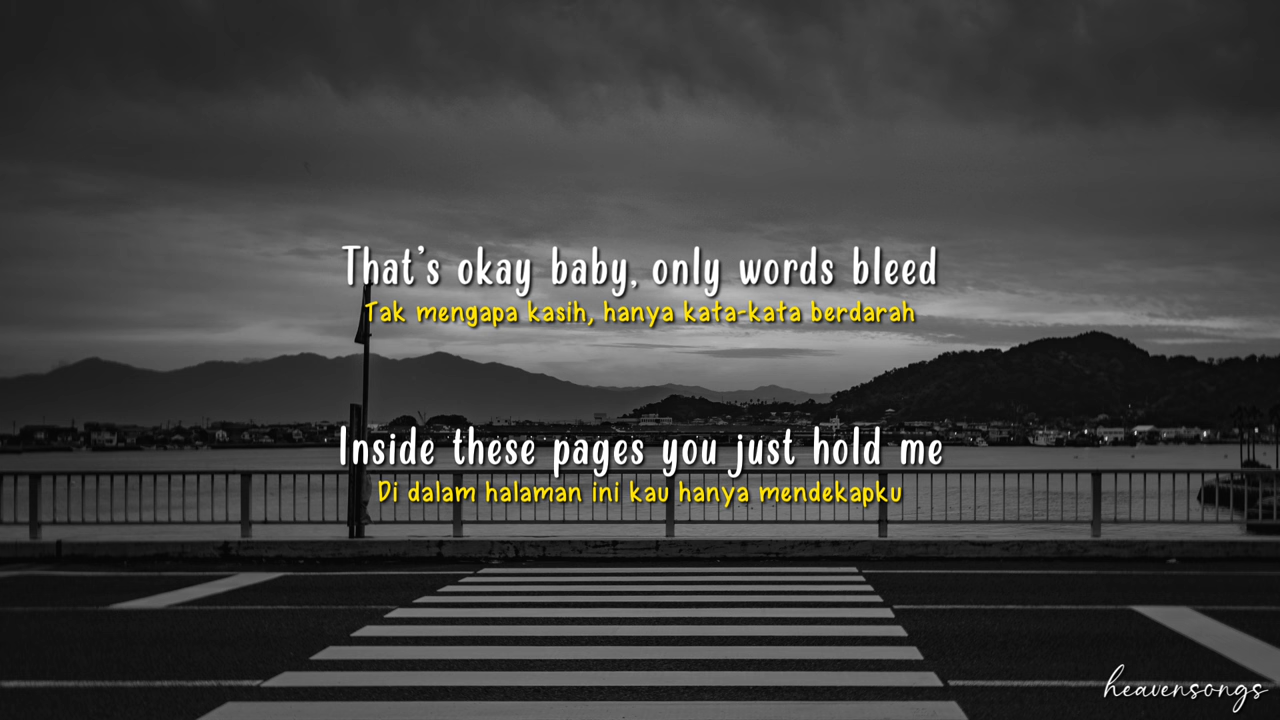 That's okay baby, only words bleed
Tak mengapa kasih, hanya kata-kata berdarah
Inside these pages you just hold me
Di dalam halaman ini kau hanya mendekapku
heavensongs